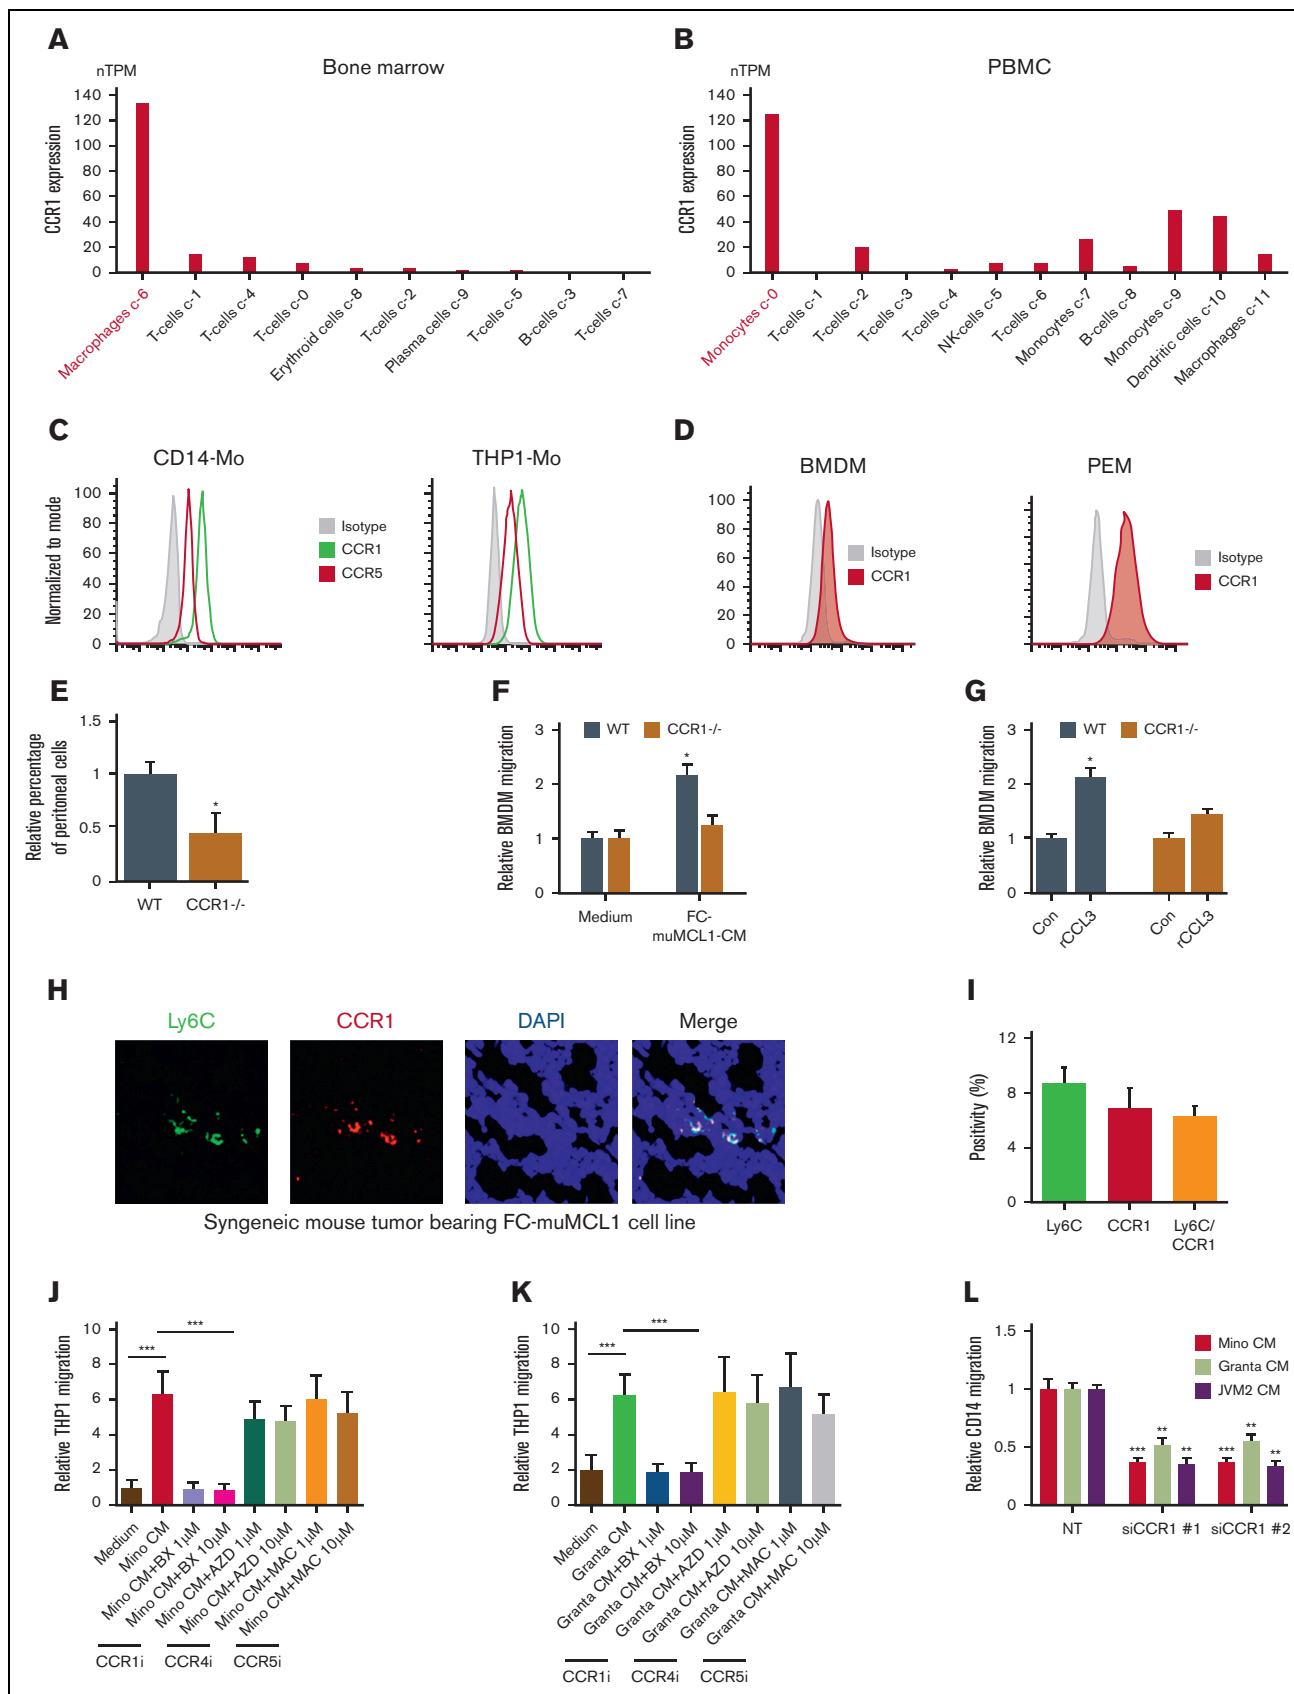 A
nTPM
Bone marrow
CCR1 expression
140
120
100
80
60
40
20
0
Macrophages c-6
T-cells c-1
T-cells c-4
T-cells c-0
Erythroid cells c-8
T-cells c-2
Plasma cells c-9
T-cells c-5
B-cells c-3
T-cells c-7
B
nTPM
PBMC
CCR1 expression
140
120
100
80
60
40
20
0
Monocytes c-0
T-cells c-1
T-cells c-2
T-cells c-3
T-cells c-4
NK-cells c-5
T-cells c-6
Monocytes c-7
B-cells c-8
Monocytes c-9
Dendritic cells c-10
Macrophages c-11
C
CD14-Mo
THP1-Mo
Normalized to mode
100
80
60
40
20
0
Isotype
CCR1
CCR5
D
BMDM
PEM
100
80
60
40
20
0
Isotype
CCR1
Isotype
CCR1
E
Relative percentage
of peritoneal cells
1.5
1
0.5
0
*
WT
CCR1-/-
F
Relative BMDM migration
3
2
1
0
WT
CCR1-/-
*
Medium
FC-
muMCL1-CM
G
Relative BMDM migration
3
2
1
0
WT
CCR1-/-
*
Con
rCCL3
Con
rCCL3
H
Ly6C
CCR1
DAPI
Merge
Syngeneic mouse tumor bearing FC-muMCL1 cell line
I
Positivity (%)
12
8
4
0
Ly6C
CCR1
Ly6C/
CCR1
J
Relative THP1 migration
10
8
6
4
2
0
***
***
Medium
Mino CM
Mino CM+BX 1µM
Mino CM+BX 10µM
Mino CM+AZD 1µM
Mino CM+AZD 10µM
Mino CM+MAC 1µM
Mino CM+MAC 10µM
CCR1i
CCR4i
CCR5i
K
Relative THP1 migration
10
8
6
4
2
0
***
***
Medium
Granta CM
Granta CM+BX 1µM
Granta CM+BX 10µM
Granta CM+AZD 1µM
Granta CM+AZD 10µM
Granta CM+MAC 1µM
Granta CM+MAC 10µM
CCR1i
CCR4i
CCR5i
L
Relative CD14 migration
1.5
1
0.5
0
Mino CM
Granta CM
JVM2 CM
***
**
**
***
**
**
NT
siCCR1 #1
siCCR1 #2